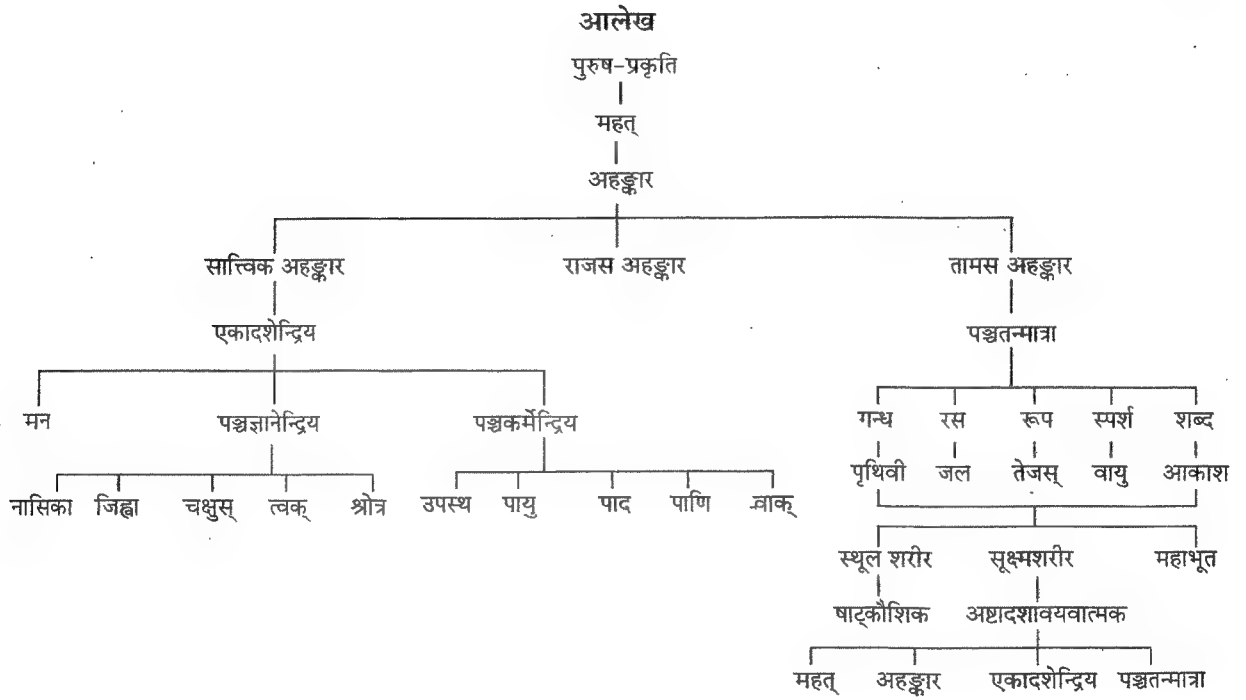 आलेख
पुरुष-प्रकृति
महत्
अहङ्कार
सात्त्विक अहङ्कार राजस अहङ्कार तामस अहङ्कार
एकादशेन्द्रिय पञ्चतन्मात्रा
मन पञ्चज्ञानेन्द्रिय पञ्चकर्मेन्द्रिय गन्ध रस रूप स्पर्श शब्द
पृथिवी जल तेजस् वायु आकाश
नासिका जिह्वा चक्षुस् त्वक् श्रोत्र उपस्थ पायु पाद पाणि वाक्
स्थूल शरीर सूक्ष्मशरीर महाभूत
षाट्कौशिक अष्टादशावयवात्मक
महत् अहङ्कार एकादशेन्द्रिय पञ्चतन्मात्रा